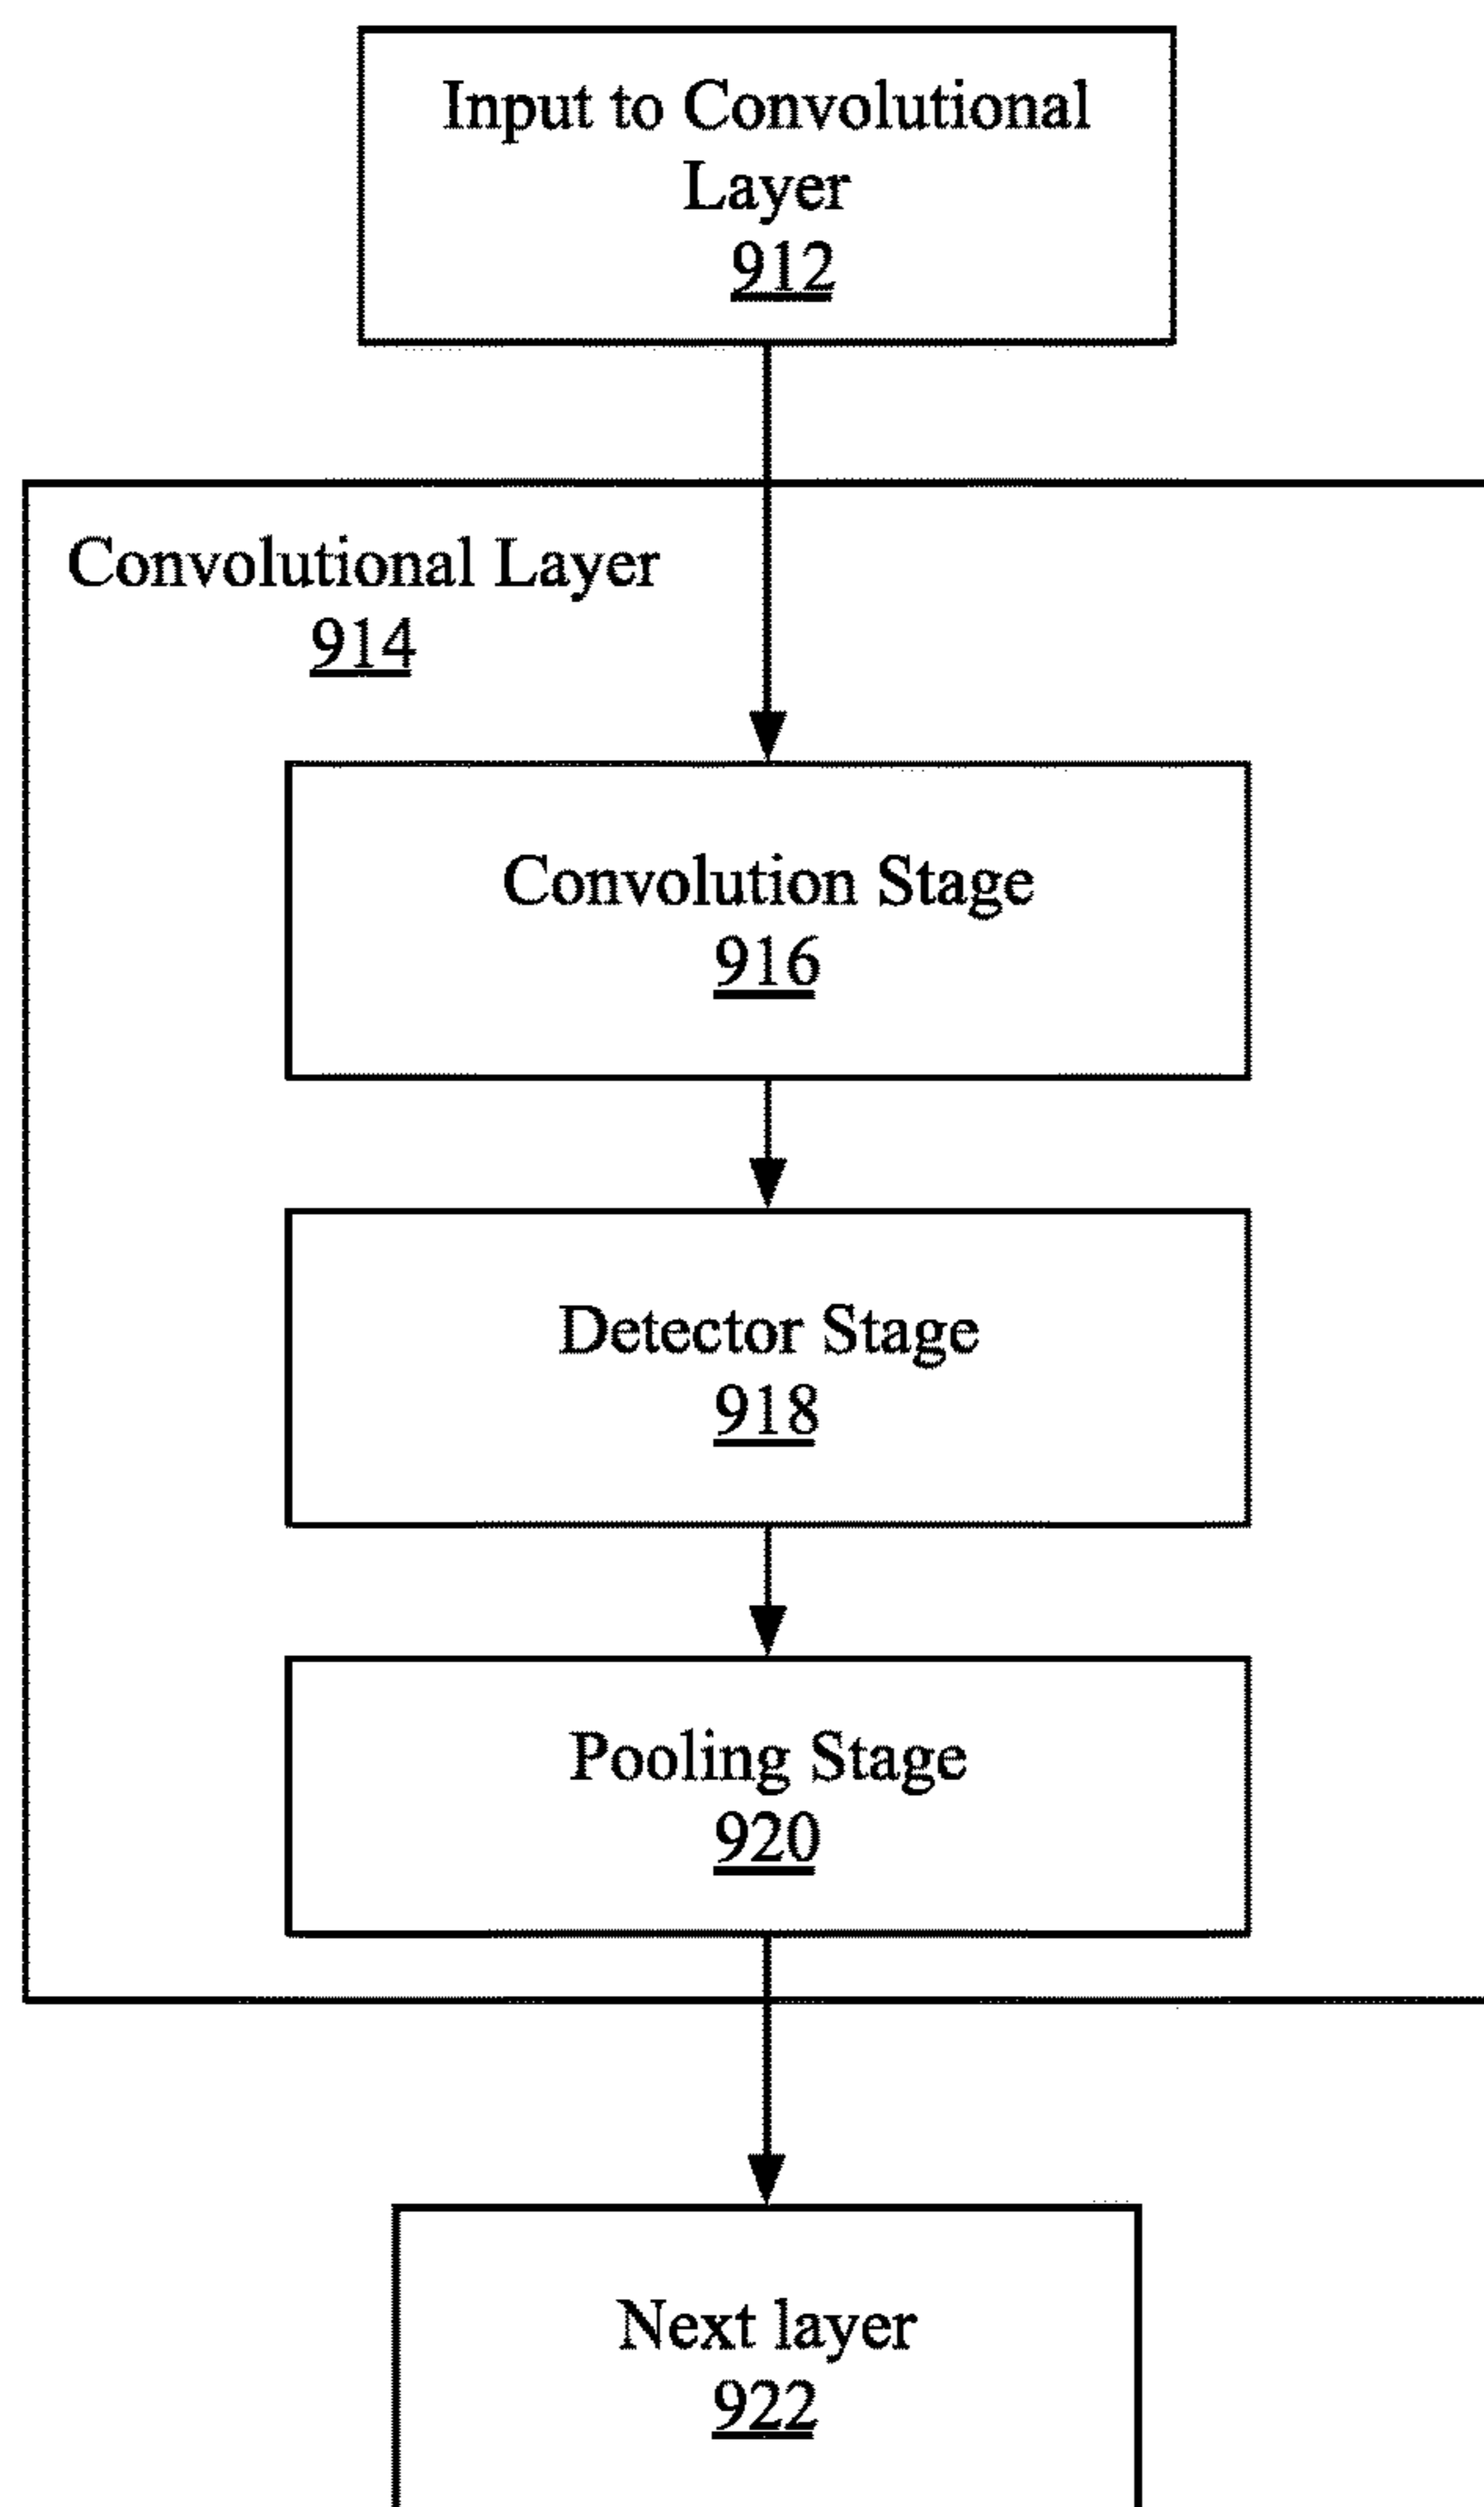 Input to Convolutional
Layer
912
Convolutional Layer
914
Convolution Stage
916
Detector Stage
918
Pooling Stage
920
Next layer
922